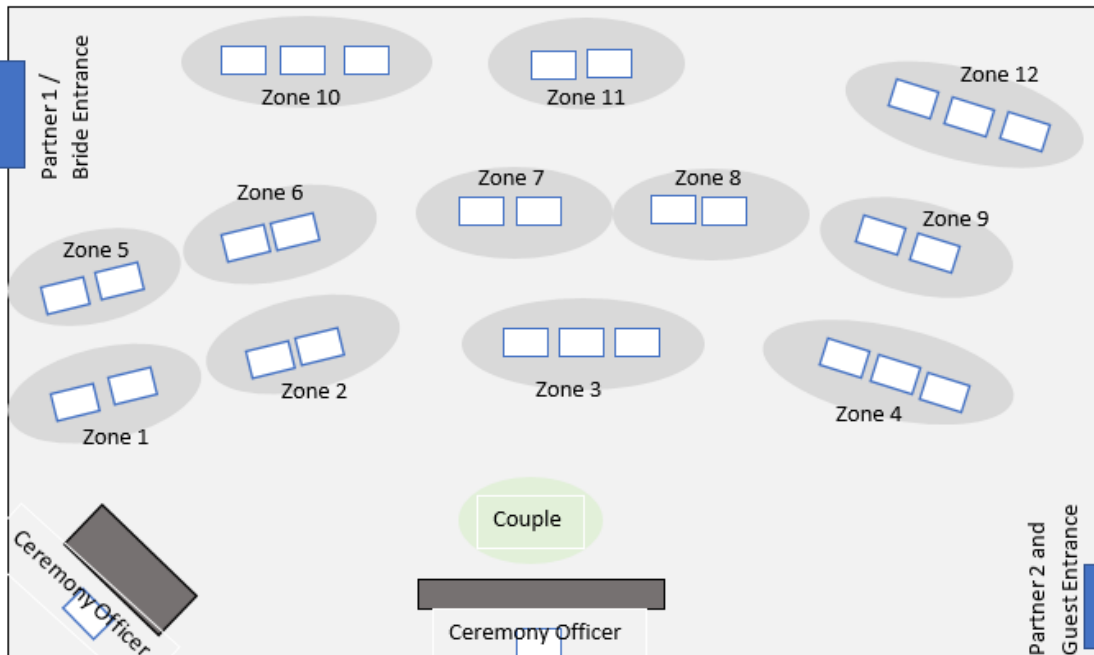 Partner 1 /
Bride Entrance
Zone 10
Zone 11
Zone 12
Zone 5
Zone 6
Zone 7
Zone 8
Zone 9
Zone 1
Zone 2
Zone 3
Zone 4
Couple
Ceremony Officer
Ceremony Officer
Partner 2 and
Guest Entrance